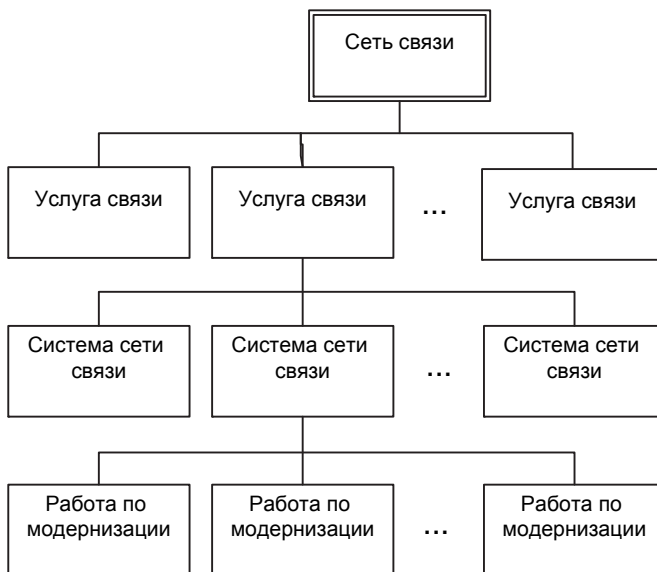 Сеть связи
Услуга связи
Услуга связи
...
Услуга связи
Система сети
связи
Система сети
связи
...
Система сети
связи
Работа по
модернизации
Работа по
модернизации
...
Работа по
модернизации